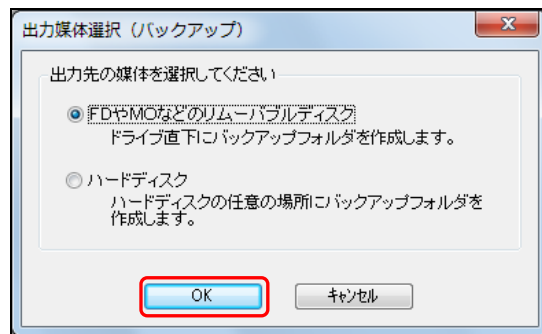 出力媒体選択（バックアップ）
出力先の媒体を選択してください
FDやMOなどのリムーバブルディスク
ドライブ直下にバックアップフォルダを作成します。
ハードディスク
ハードディスクの任意の場所にバックアップフォルダを
作成します。
OK
キャンセル